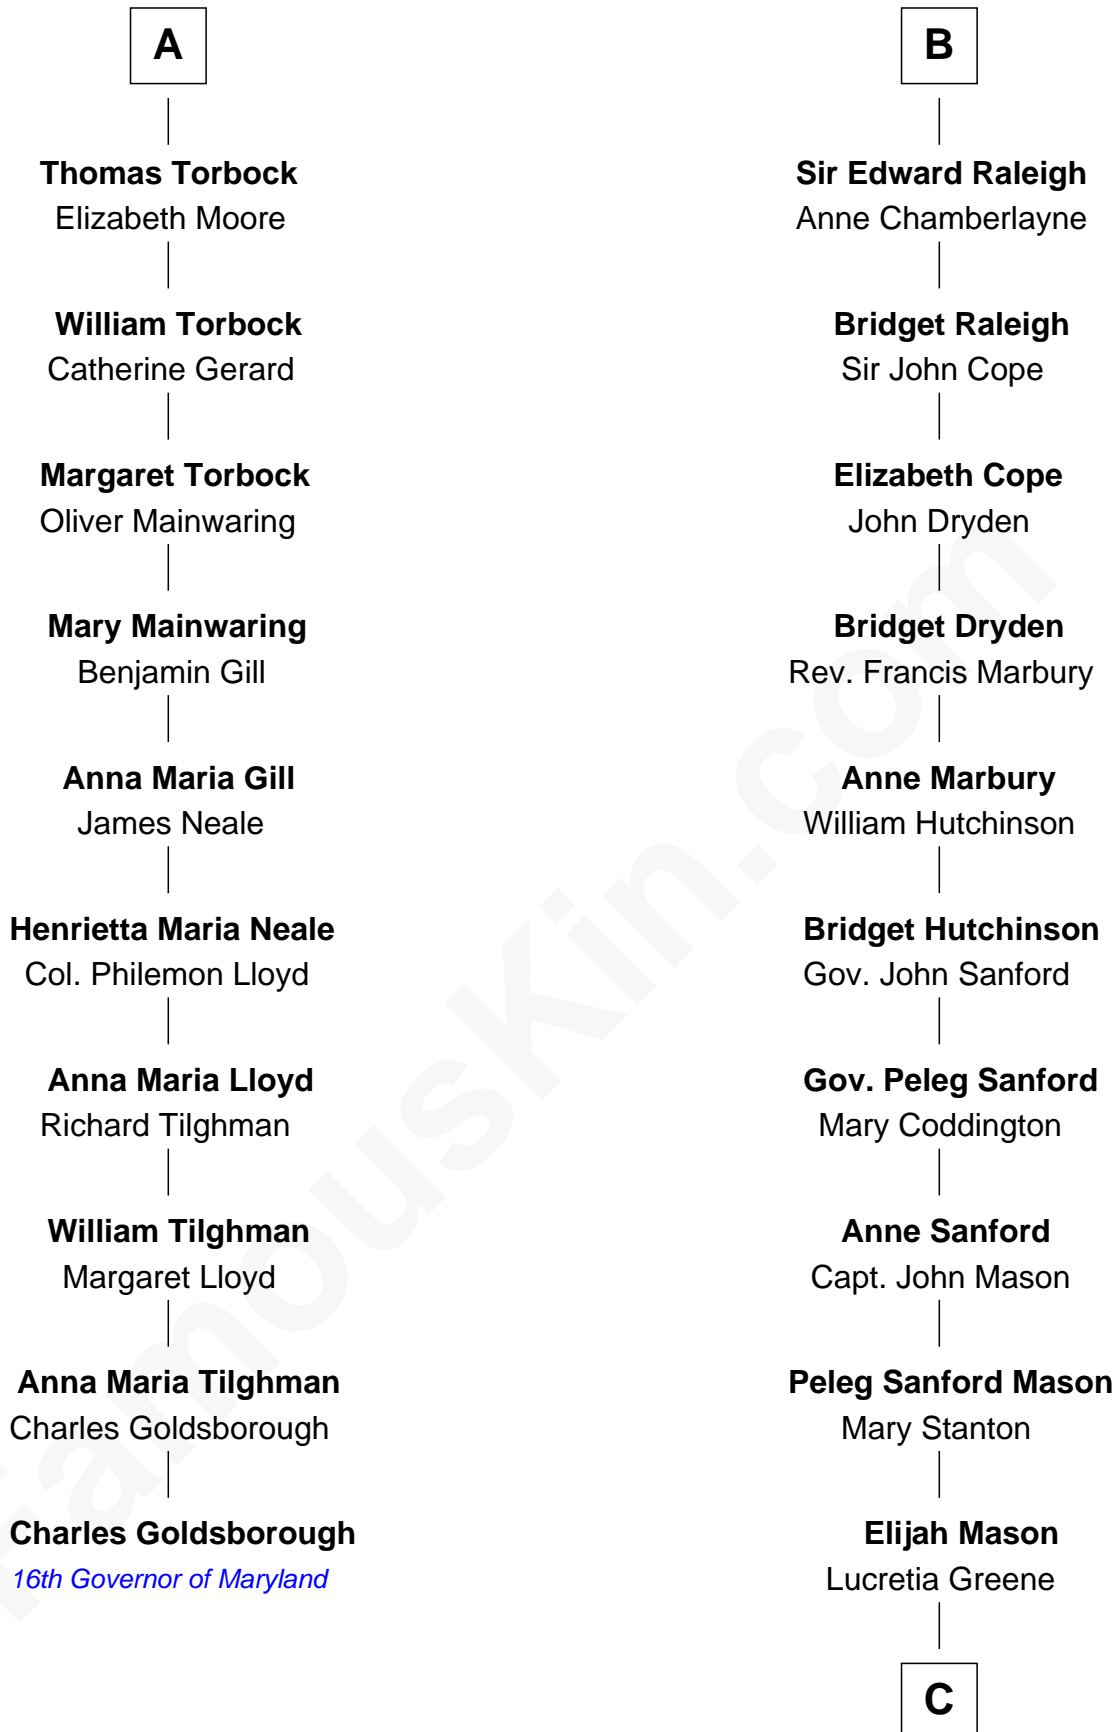 A
Thomas Torbock
Elizabeth Moore
William Torbock
Catherine Gerard
Margaret Torbock
Oliver Mainwaring
Mary Mainwaring
Benjamin Gill
Anna Maria Gill
James Neale
Henrietta Maria Neale
Col. Philemon Lloyd
Anna Maria Lloyd
Richard Tilghman
William Tilghman
Margaret Lloyd
Anna Maria Tilghman
Charles Goldsborough
Charles Goldsborough
16th Governor of Maryland
B
Sir Edward Raleigh
Anne Chamberlayne
Bridget Raleigh
Sir John Cope
Elizabeth Cope
John Dryden
Bridget Dryden
Rev. Francis Marbury
Anne Marbury
William Hutchinson
Bridget Hutchinson
Gov. John Sanford
Gov. Peleg Sanford
Mary Coddington
Anne Sanford
Capt. John Mason
Peleg Sanford Mason
Mary Stanton
Elijah Mason
Lucretia Greene
C
FamousKin.com